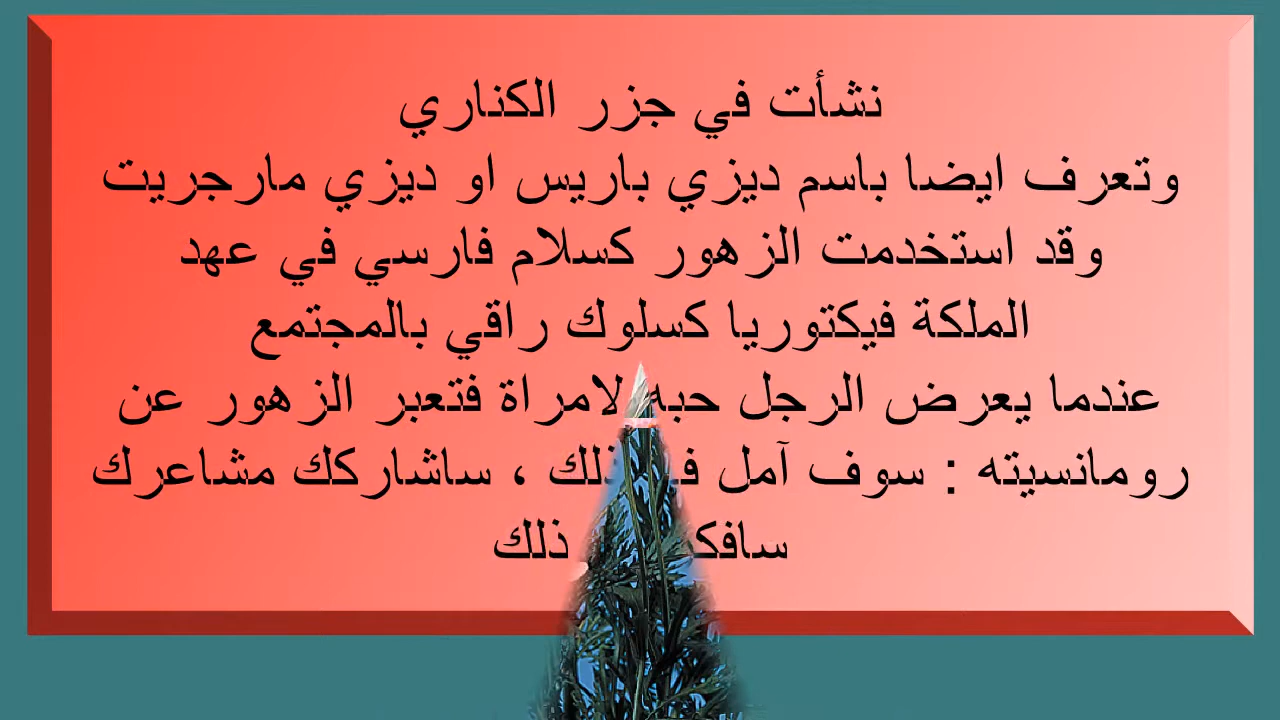 نشأت في جزر الكناري
وتعرف ايضا باسم ديزي باريس او ديزي مارجريت
وقد استخدمت الزهور كسلام فارسي في عهد
الملكة فيكتوريا كسلوك راقي بالمجتمع
عندما يعرض الرجل حبه لامراة فتعبر الزهور عن
رومانسيته : سوف آمل ذلك ، ساشاركك مشاعرك
ذلك